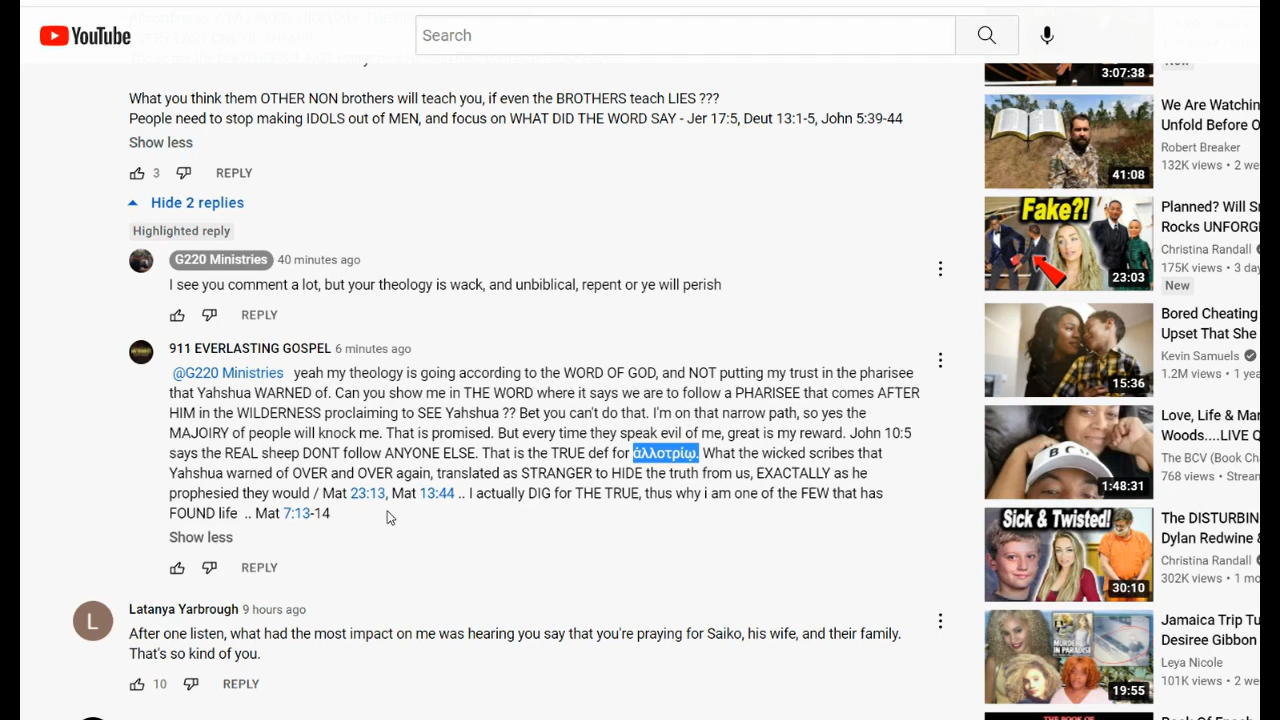 YouTube
Search
What you think them OTHER NON brothers will teach you, if even the BROTHERS teach LIES ???
People need to stop making IDOLS out of MEN, and focus on WHAT DID THE WORD SAY - Jer 17:5, Deut 13:1-5, John 5:39-44
Show less
3
REPLY
Hide 2 replies
Highlighted reply
G220 Ministries 40 minutes ago
I see you comment a lot, but your theology is wack, and unbiblical, repent or ye will perish
REPLY
911 EVERLASTING GOSPEL 6 minutes ago
@G220 Ministries yeah my theology is going according to the WORD OF GOD, and NOT putting my trust in the pharisee
that Yahshua WARNED of. Can you show me in THE WORD where it says we are to follow a PHARISEE that comes AFTER
HIM in the WILDERNESS proclaiming to SEE Yahshua ?? Bet you can't do that. I'm on that narrow path, so yes the
MAJOIRY of people will knock me. That is promised. But every time they speak evil of me, great is my reward. John 10:5
says the REAL sheep DONT follow ANYONE ELSE. That is the TRUE def for ἀλλοτρίῳ. What the wicked scribes that
Yahshua warned of OVER and OVER again, translated as STRANGER to HIDE the truth from us, EXACTALLY as he
prophesied they would / Mat 23:13, Mat 13:44 .. I actually DIG for THE TRUE, thus why i am one of the FEW that has
FOUND life .. Mat 7:13-14
Show less
REPLY
Latanya Yarbrough 9 hours ago
After one listen, what had the most impact on me was hearing you say that you're praying for Saiko, his wife, and their family.
That's so kind of you.
10
REPLY
L
3:07:38
We Are Watching
Unfold Before O
Robert Breaker
132K views • 2 we
41:08
Fake?!
23:03
Planned? Will S
Rocks UNFORG
Christina Randall
175K views • 3 day
New
15:36
Bored Cheating
Upset That She
Kevin Samuels
1.2M views • 1 yea
BCV
1:48:31
Love, Life & Mar
Woods....LIVE Q
The BCV (Book Ch
768 views • Stream
Sick & Twisted!
30:10
The DISTURBIN
Dylan Redwine &
Christina Randall
302K views • 1 mo
19:55
Jamaica Trip Tu
Desiree Gibbon
Leya Nicole
101K views • 2 we
THE BOOK OF
Book Of Enoch